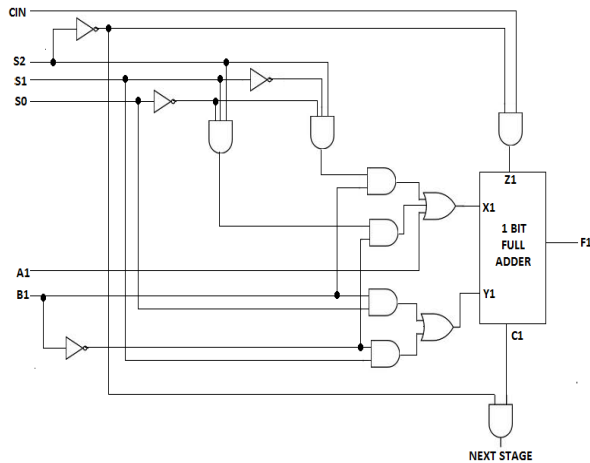 CIN
S2
S1
S0
Z1
X1
1 BIT
FULL
ADDER
F1
A1
B1
Y1
C1
NEXT STAGE